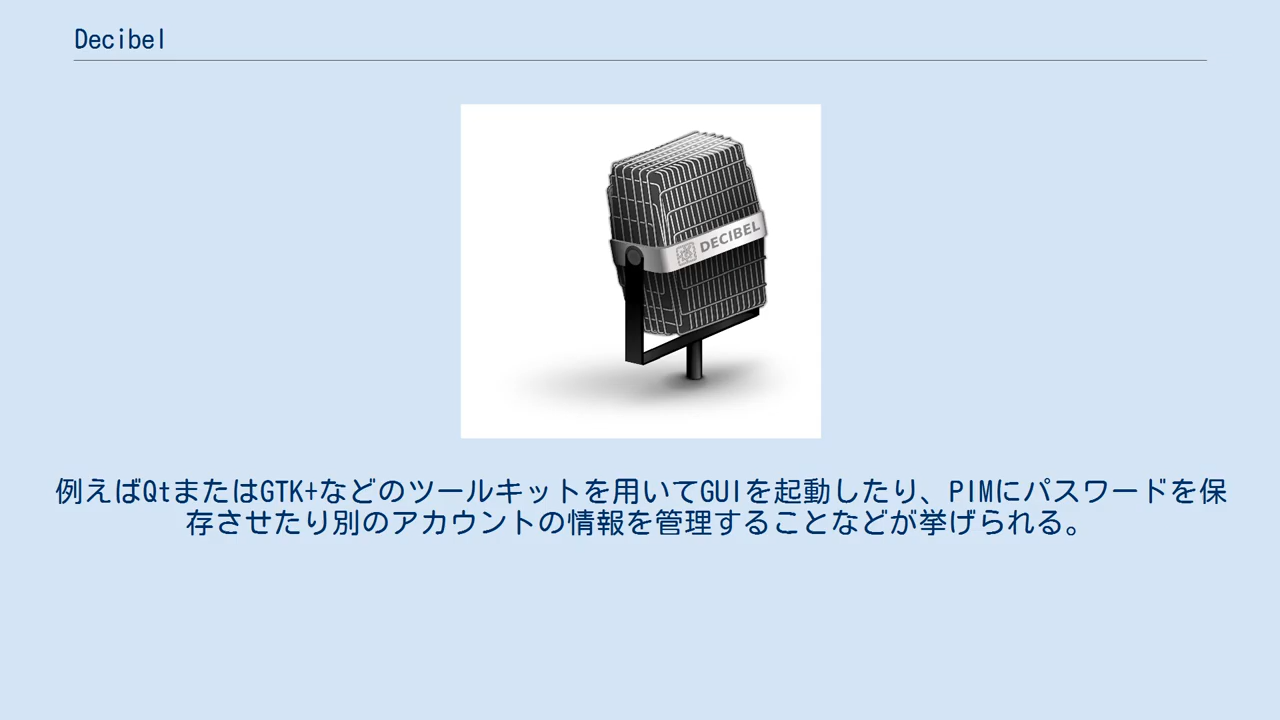 Decibel
DECIBEL
例えばQtまたはGTK+などのツールキットを用いてGUIを起動したり、PIMにパスワードを保
存させたり別のアカウントの情報を管理することなどが挙げられる。